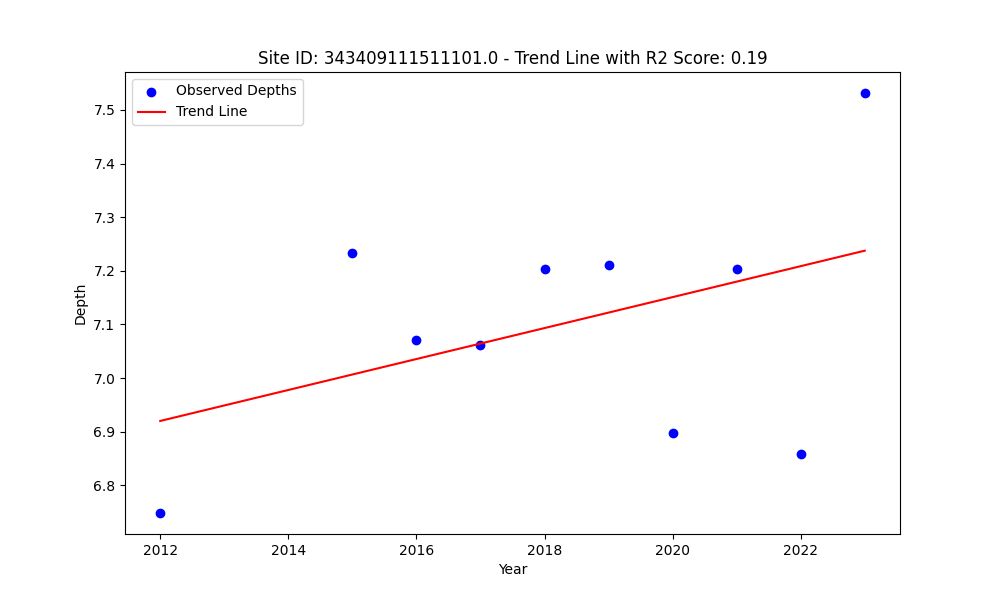 Site ID: 343409111511101.0 - Trend Line with R2 Score: 0.19
Observed Depths
Trend Line
7.5
7.4
7.3
7.2
7.1
7.0
6.9
6.8
Depth
2012 2014 2016 2018 2020 2022
Year